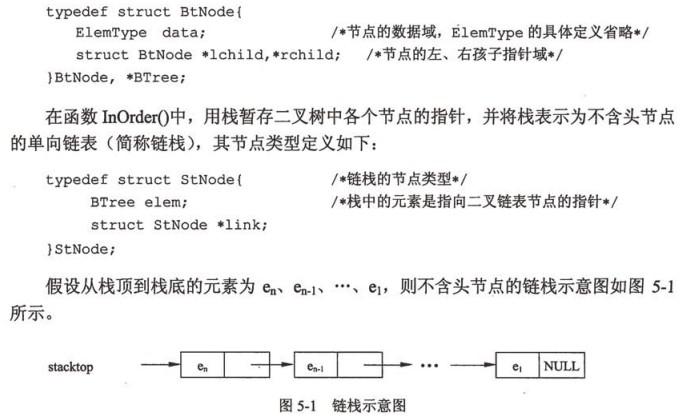 typedef struct BtNode{
ElemType data; /*节点的数据域，ElemType 的具体定义省略*/
struct BtNode *lchild,*rchild; /*节点的左、右孩子指针域*/
}BtNode, *BTree;
在函数 InOrder()中，用栈暂存二叉树中各个节点的指针，并将栈表示为不含头节点
的单向链表（简称链栈），其节点类型定义如下：
typedef struct StNode{ /*链栈的节点类型*/
BTree elem; /*栈中的元素是指向二叉链表节点的指针*/
struct StNode *link;
}StNode;
假设从栈顶到栈底的元素为 eₙ、eₙ₋₁、…、e₁，则不含头节点的链栈示意图如图 5-1
所示。
stacktop eₙ eₙ₋₁ … e₁ NULL
图 5-1 链栈示意图